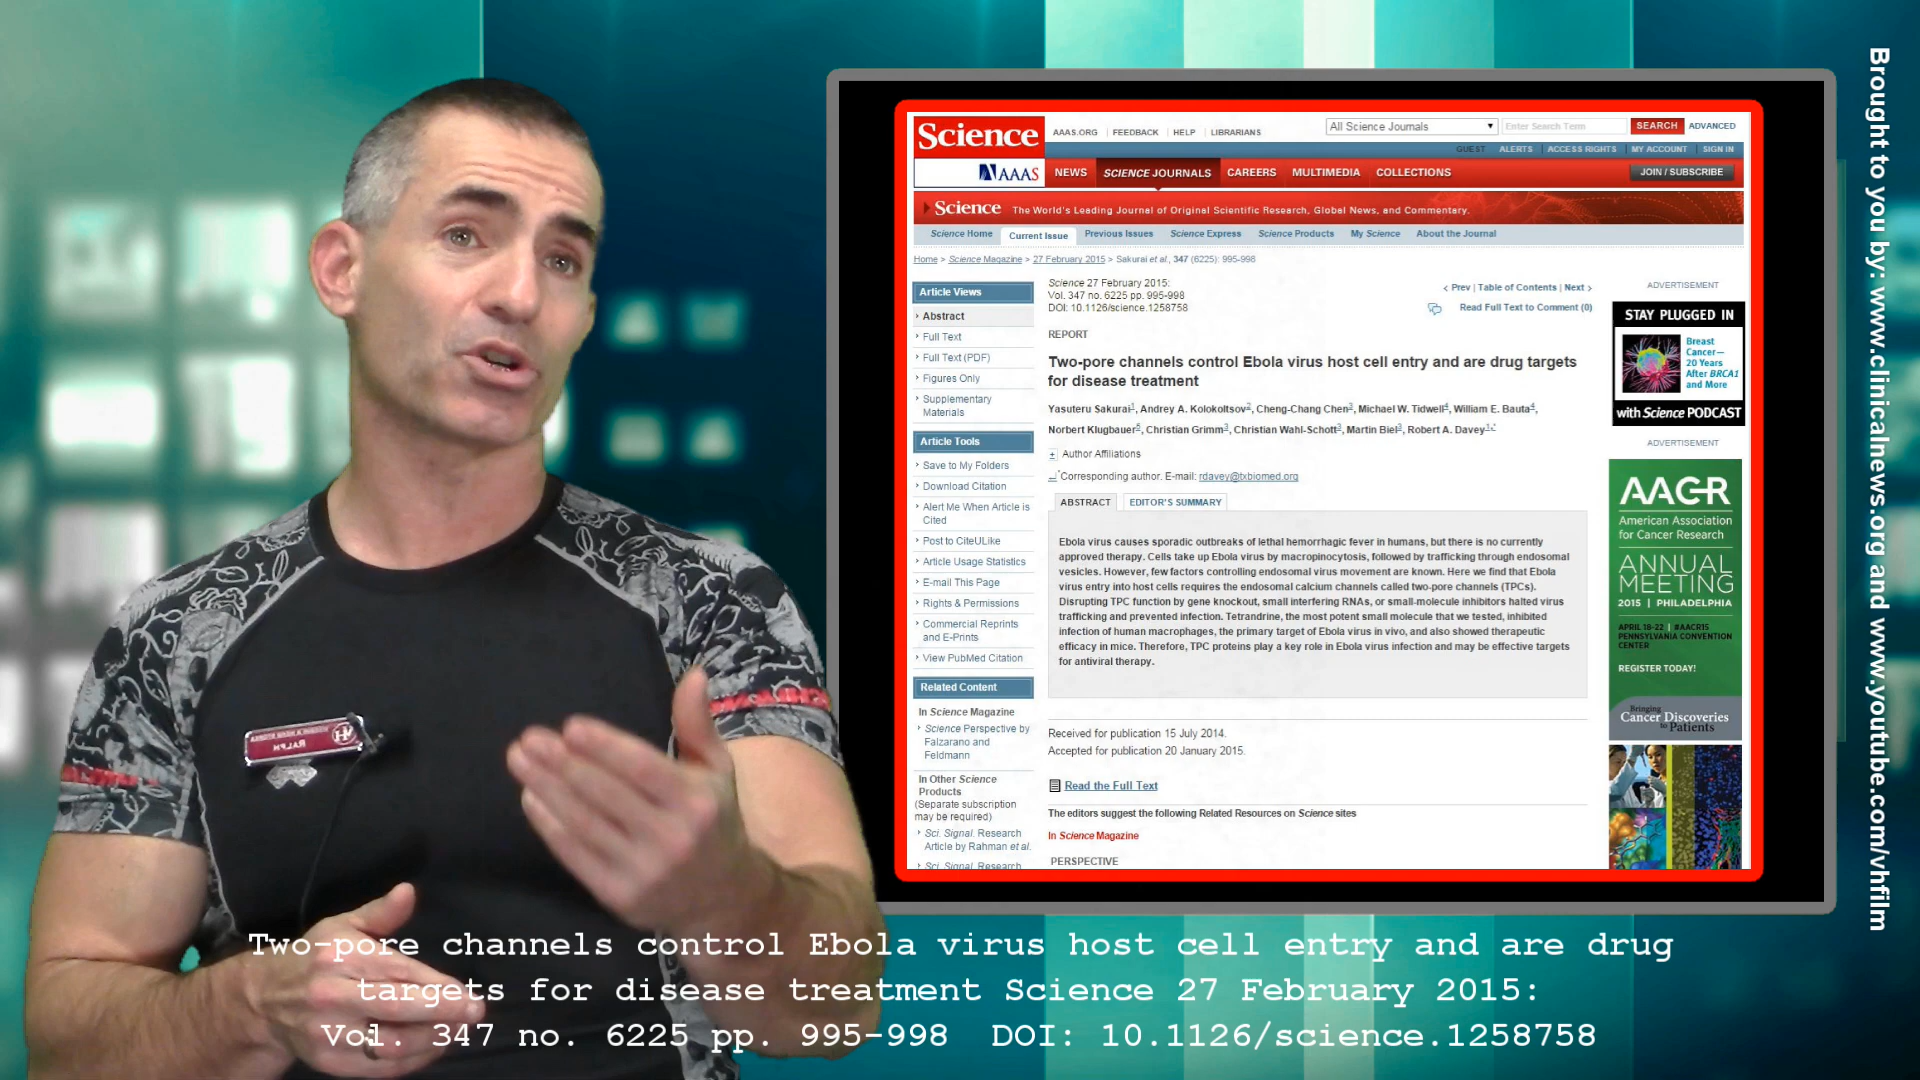 Science
AAAS.ORG | FEEDBACK | HELP | LIBRARIANS
All Science Journals
Enter Search Term
SEARCH
ADVANCED
GUEST ALERTS | ACCESS RIGHTS | MY ACCOUNT | SIGN IN
AAAS
NEWS SCIENCE JOURNALS CAREERS MULTIMEDIA COLLECTIONS
JOIN / SUBSCRIBE
Science The World's Leading Journal of Original Scientific Research, Global News, and Commentary.
Science Home Current Issue Previous Issues Science Express Science Products My Science About the Journal
Home > Science Magazine > 27 February 2015 > Sakurai et al., 347 (6225): 995-998
Article Views
Abstract
Full Text
Full Text (PDF)
Figures Only
Supplementary
Materials
Article Tools
Save to My Folders
Download Citation
Alert Me When Article is
Cited
Post to CiteULike
Article Usage Statistics
E-mail This Page
Rights & Permissions
Commercial Reprints
and E-Prints
View PubMed Citation
Related Content
In Science Magazine
Science Perspective by
Falzarano and
Feldmann
In Other Science
Products
(Separate subscription
may be required)
Sci. Signal. Research
Article by Rahman et al.
Sci. Signal. Research
Science 27 February 2015:
Vol. 347 no. 6225 pp. 995-998
DOI: 10.1126/science.1258758
< Prev | Table of Contents | Next >
Read Full Text to Comment (0)
REPORT
Two-pore channels control Ebola virus host cell entry and are drug targets
for disease treatment
Yasuteru Sakurai1, Andrey A. Kolokoltsov2, Cheng-Chang Chen3, Michael W. Tidwell4, William E. Bauta4,
Norbert Klugbauer5, Christian Grimm3, Christian Wahl-Schott3, Martin Biel3, Robert A. Davey1,*
+ Author Affiliations
*Corresponding author. E-mail: rdavey@txbiomed.org
ABSTRACT EDITOR'S SUMMARY
Ebola virus causes sporadic outbreaks of lethal hemorrhagic fever in humans, but there is no currently
approved therapy. Cells take up Ebola virus by macropinocytosis, followed by trafficking through endosomal
vesicles. However, few factors controlling endosomal virus movement are known. Here we find that Ebola
virus entry into host cells requires the endosomal calcium channels called two-pore channels (TPCs).
Disrupting TPC function by gene knockout, small interfering RNAs, or small-molecule inhibitors halted virus
trafficking and prevented infection. Tetrandrine, the most potent small molecule that we tested, inhibited
infection of human macrophages, the primary target of Ebola virus in vivo, and also showed therapeutic
efficacy in mice. Therefore, TPC proteins play a key role in Ebola virus infection and may be effective targets
for antiviral therapy.
Received for publication 15 July 2014.
Accepted for publication 20 January 2015.
Read the Full Text
The editors suggest the following Related Resources on Science sites
In Science Magazine
PERSPECTIVE
ADVERTISEMENT
STAY PLUGGED IN
Breast
Cancer—
20 Years
After BRCA1
and More
with Science PODCAST
ADVERTISEMENT
AACR
American Association
for Cancer Research
ANNUAL
MEETING
2015 | PHILADELPHIA
APRIL 18-22 | #AACR15
PENNSYLVANIA CONVENTION
CENTER
REGISTER TODAY!
Bringing
Cancer Discoveries
to Patients
Brought to you by: www.clinicalnews.org and www.youtube.com/vhfilm
RALPH
Two-pore channels control Ebola virus host cell entry and are drug
targets for disease treatment Science 27 February 2015:
Vol. 347 no. 6225 pp. 995-998 DOI: 10.1126/science.1258758